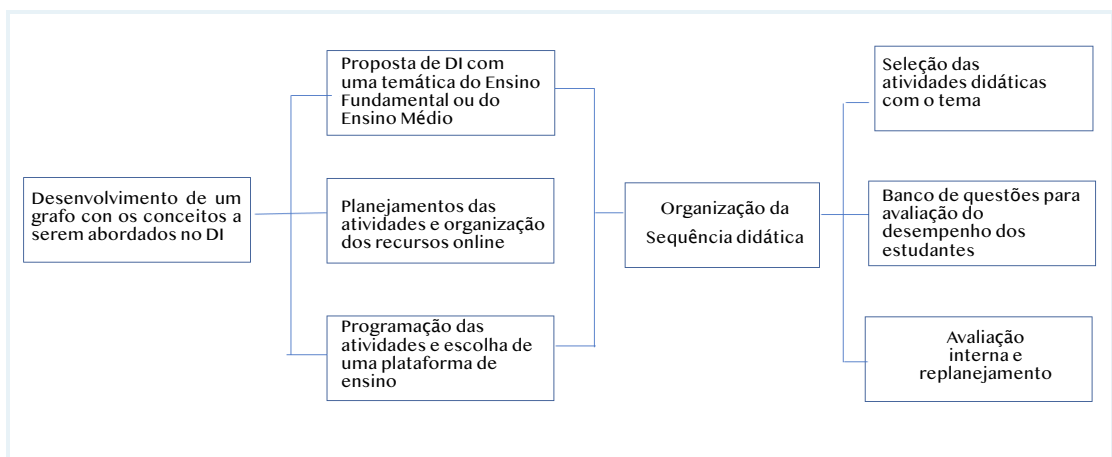 Desenvolvimento de um
grafo con os conceitos a
serem abordados no DI
Proposta de DI com
uma temática do Ensino
Fundamental ou do
Ensino Médio
Planejamentos das
atividades e organização
dos recursos online
Programação das
atividades e escolha de
uma plataforma de
ensino
Organização da
Sequência didática
Seleção das
atividades didáticas
com o tema
Banco de questões para
avaliação do
desempenho dos
estudantes
Avaliação
interna e
replanejamento